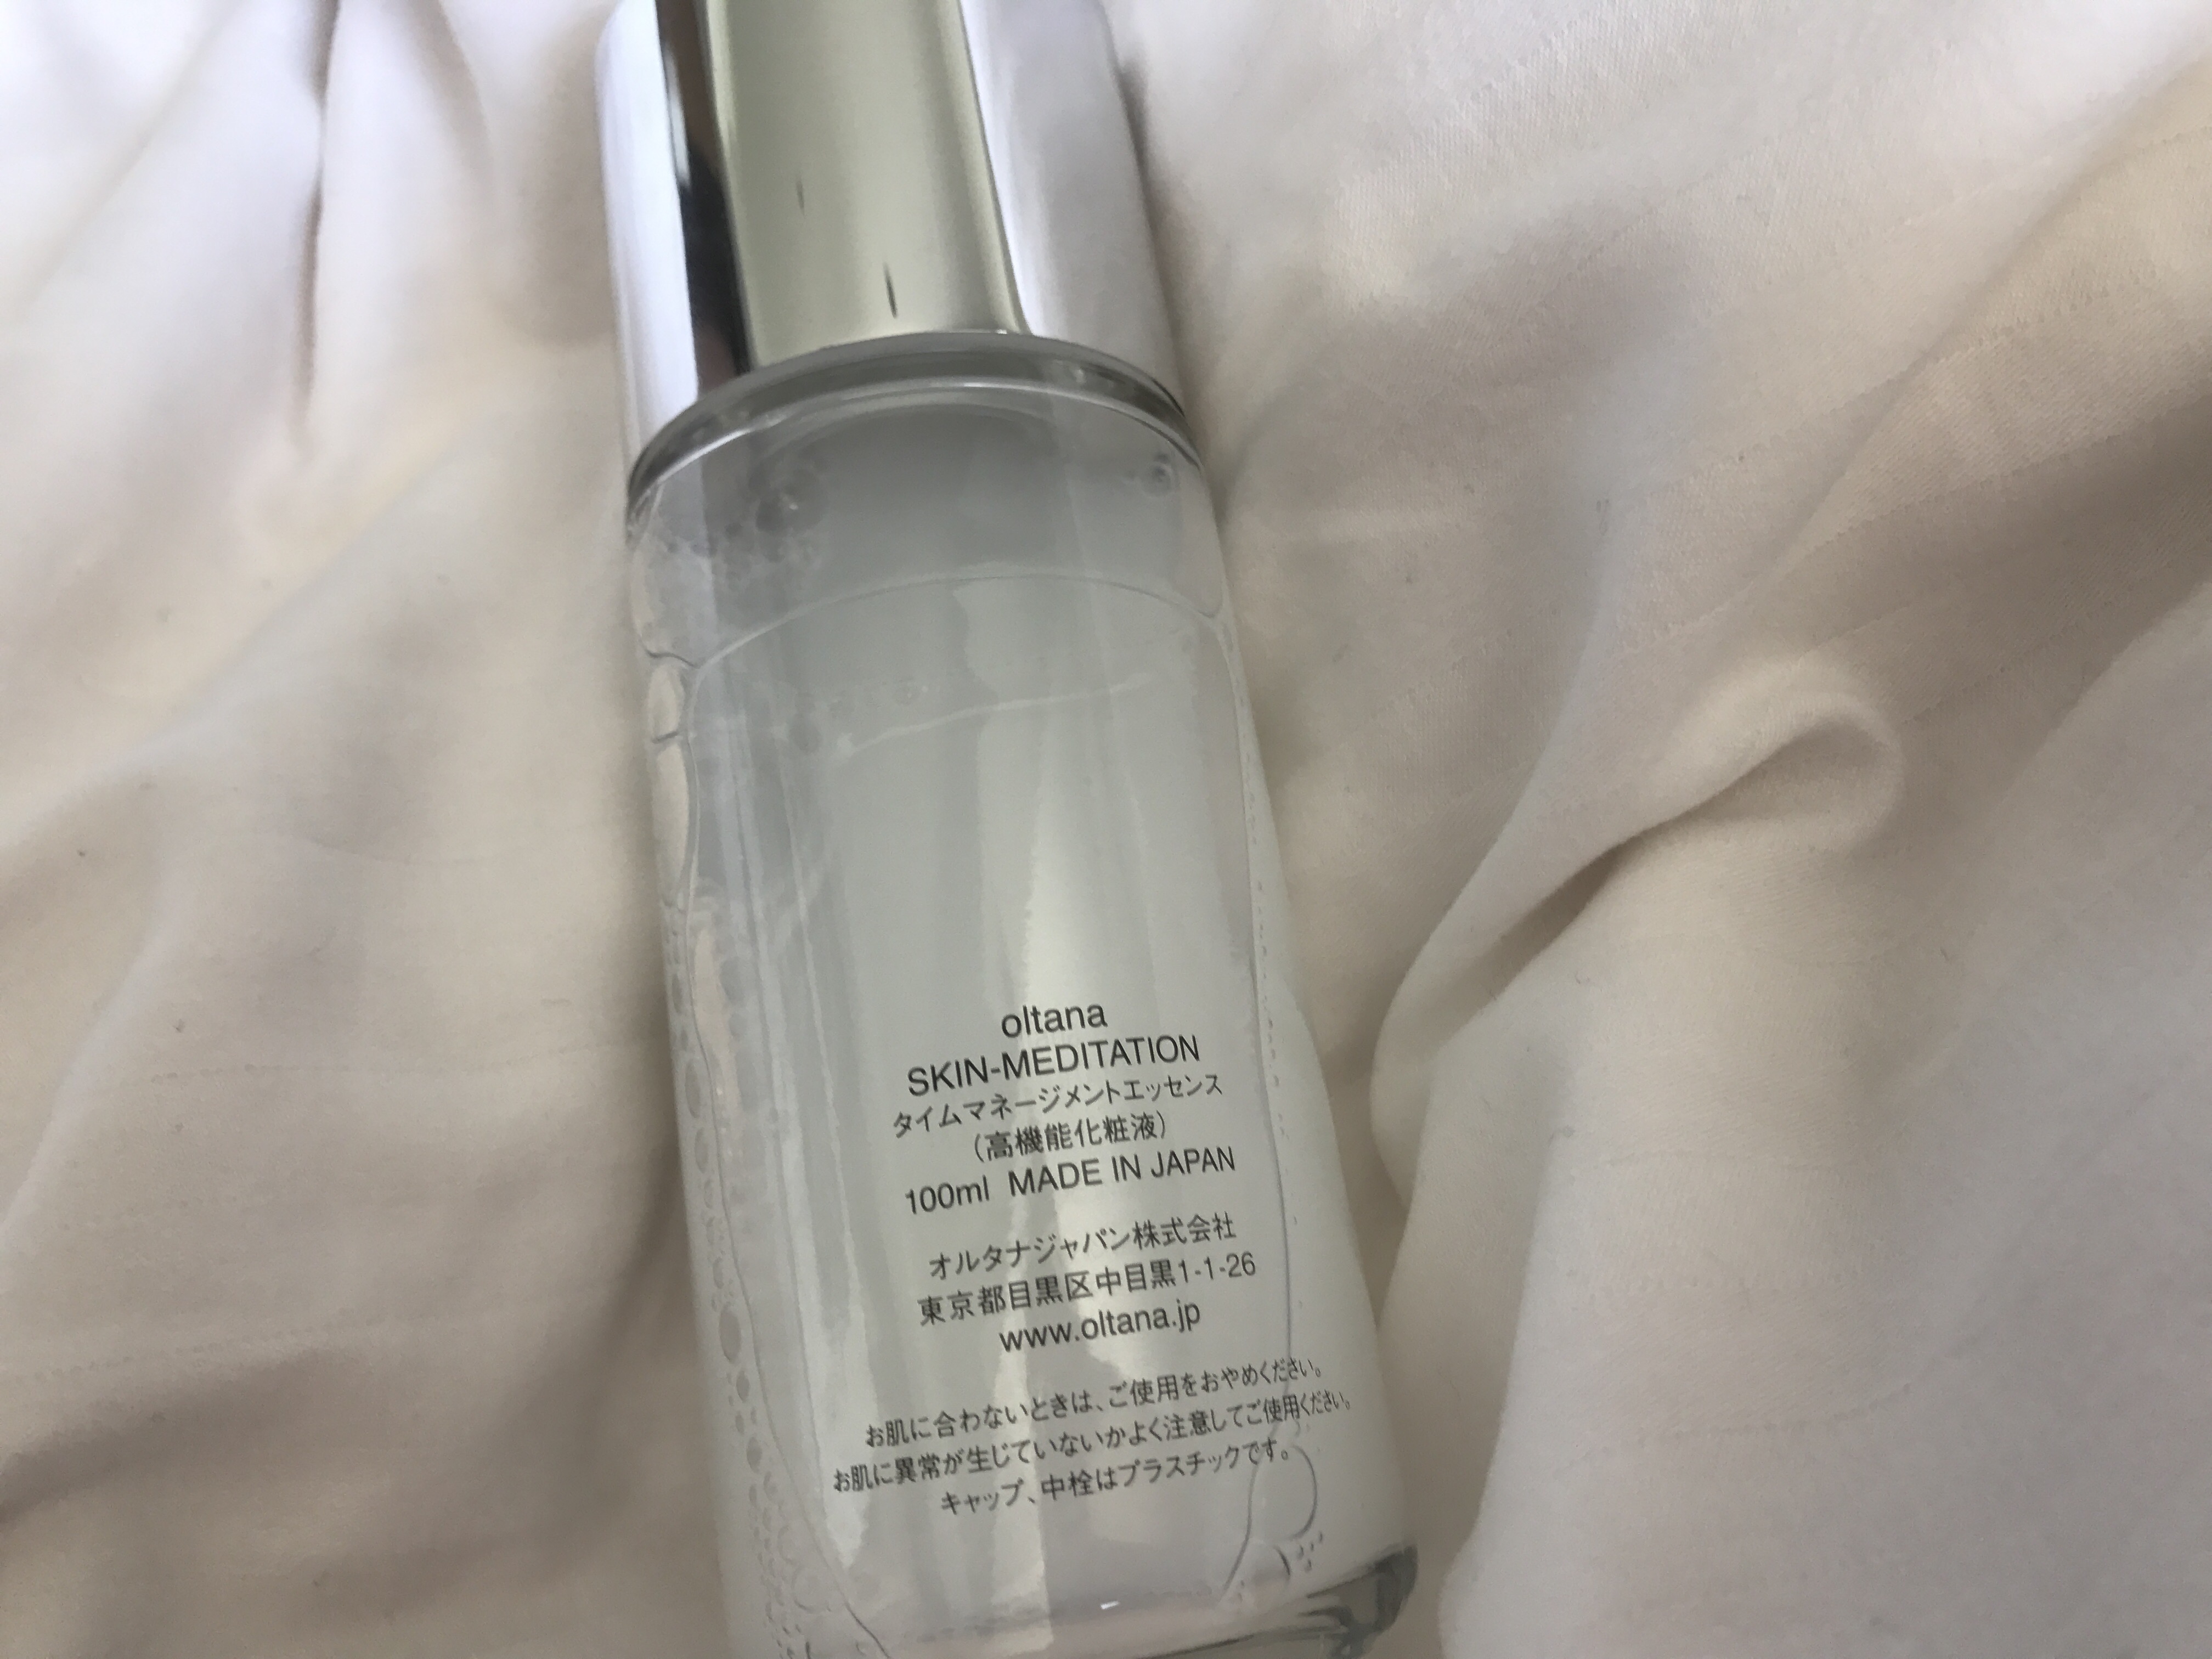 oltana
SKIN-MEDITATION
タイムマネージメントエッセンス
(高機能化粧液)
100ml MADE IN JAPAN
オルタナジャパン株式会社
東京都目黒区中目黒1-1-26
www.oltana.jp
お肌に合わないときは、ご使用をおやめください。
お肌に異常が生じていないかよく注意してご使用ください。
キャップ、中栓はプラスチックです。